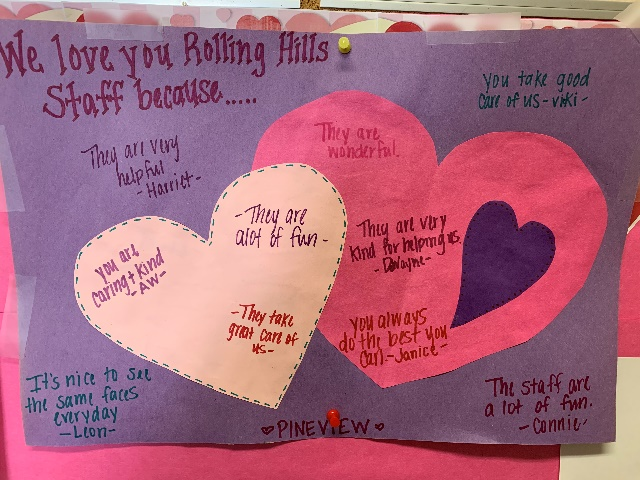 We love you Rolling Hills
Staff because.....
you take good
care of us - viki -
They are very
helpful
- Harriet -
They are
wonderful.
- They are
alot of fun -
They are very
kind for helping us.
- DeWayne -
you are
caring + kind
- AW -
- They take
great care of
us -
you always
do the best you
can. - Janice -
It's nice to see
the same faces
everyday
- Leon -
The staff are
a lot of fun.
- Connie -
♥ PINEVIEW ♥